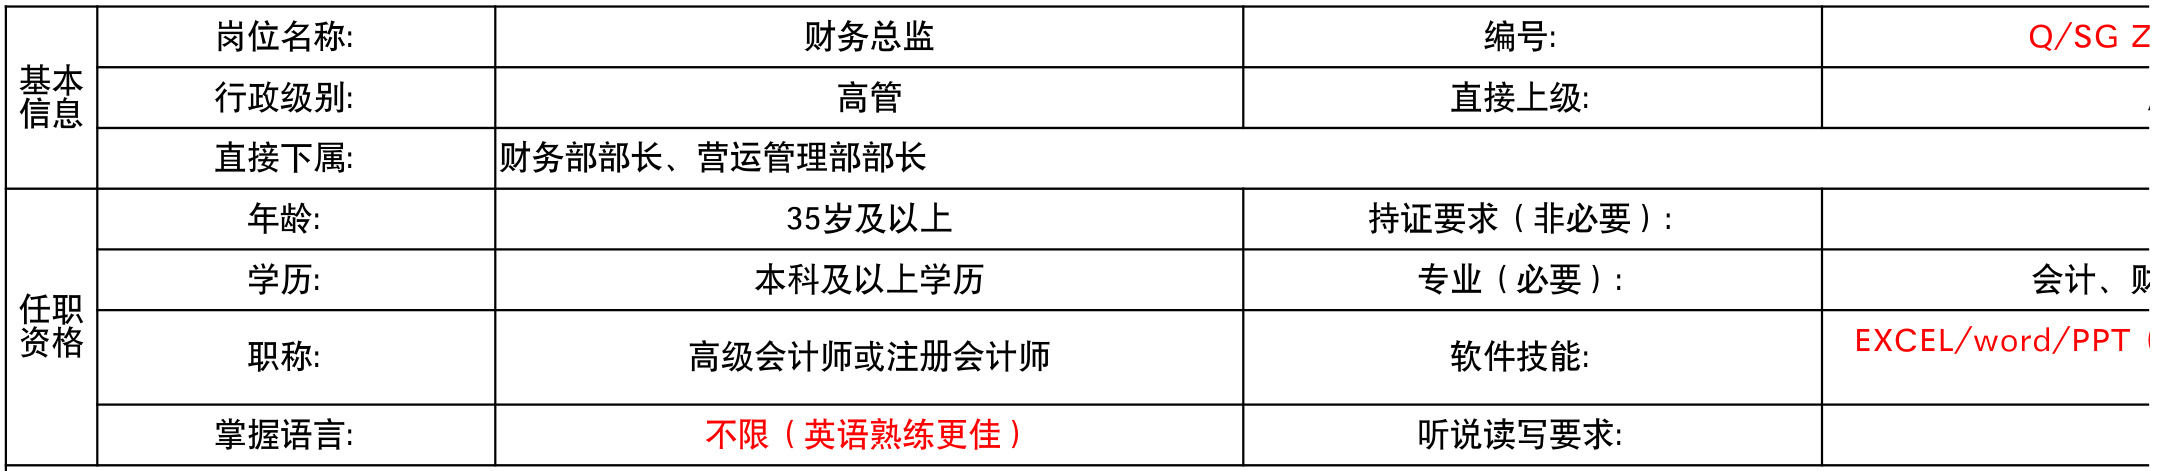 基本信息
岗位名称: 财务总监 编号: Q/SG Z
行政级别: 高管 直接上级:
直接下属: 财务部部长、营运管理部部长
任职资格
年龄: 35岁及以上 持证要求（非必要）:
学历: 本科及以上学历 专业（必要）: 会计、财
职称: 高级会计师或注册会计师 软件技能: EXCEL/word/PPT（
掌握语言: 不限（英语熟练更佳） 听说读写要求: